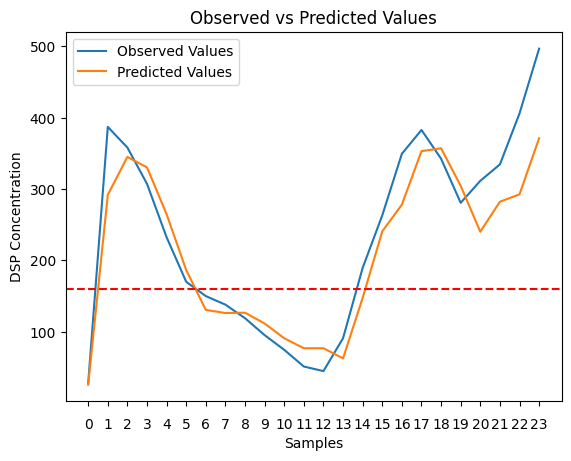 Observed vs Predicted Values
Observed Values
Predicted Values
DSP Concentration
500
400
300
200
100
0 1 2 3 4 5 6 7 8 9 10 11 12 13 14 15 16 17 18 19 20 21 22 23
Samples